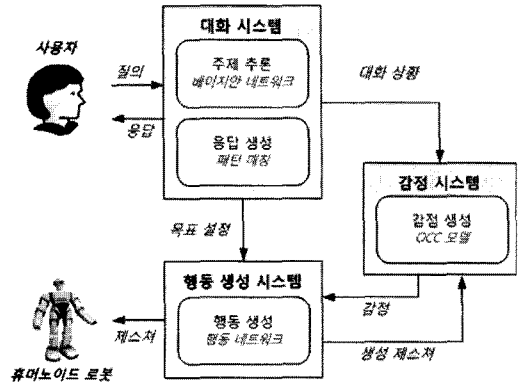 대화 시스템
사용자
주제 추론
베이지안 네트워크
질의
대화 상황
응답
응답 생성
패턴 매칭
감정 시스템
감정 생성
OCC 모델
목표 설정
행동 생성 시스템
행동 생성
행동 네트워크
감정
제스쳐
생성 제스쳐
휴머노이드 로봇